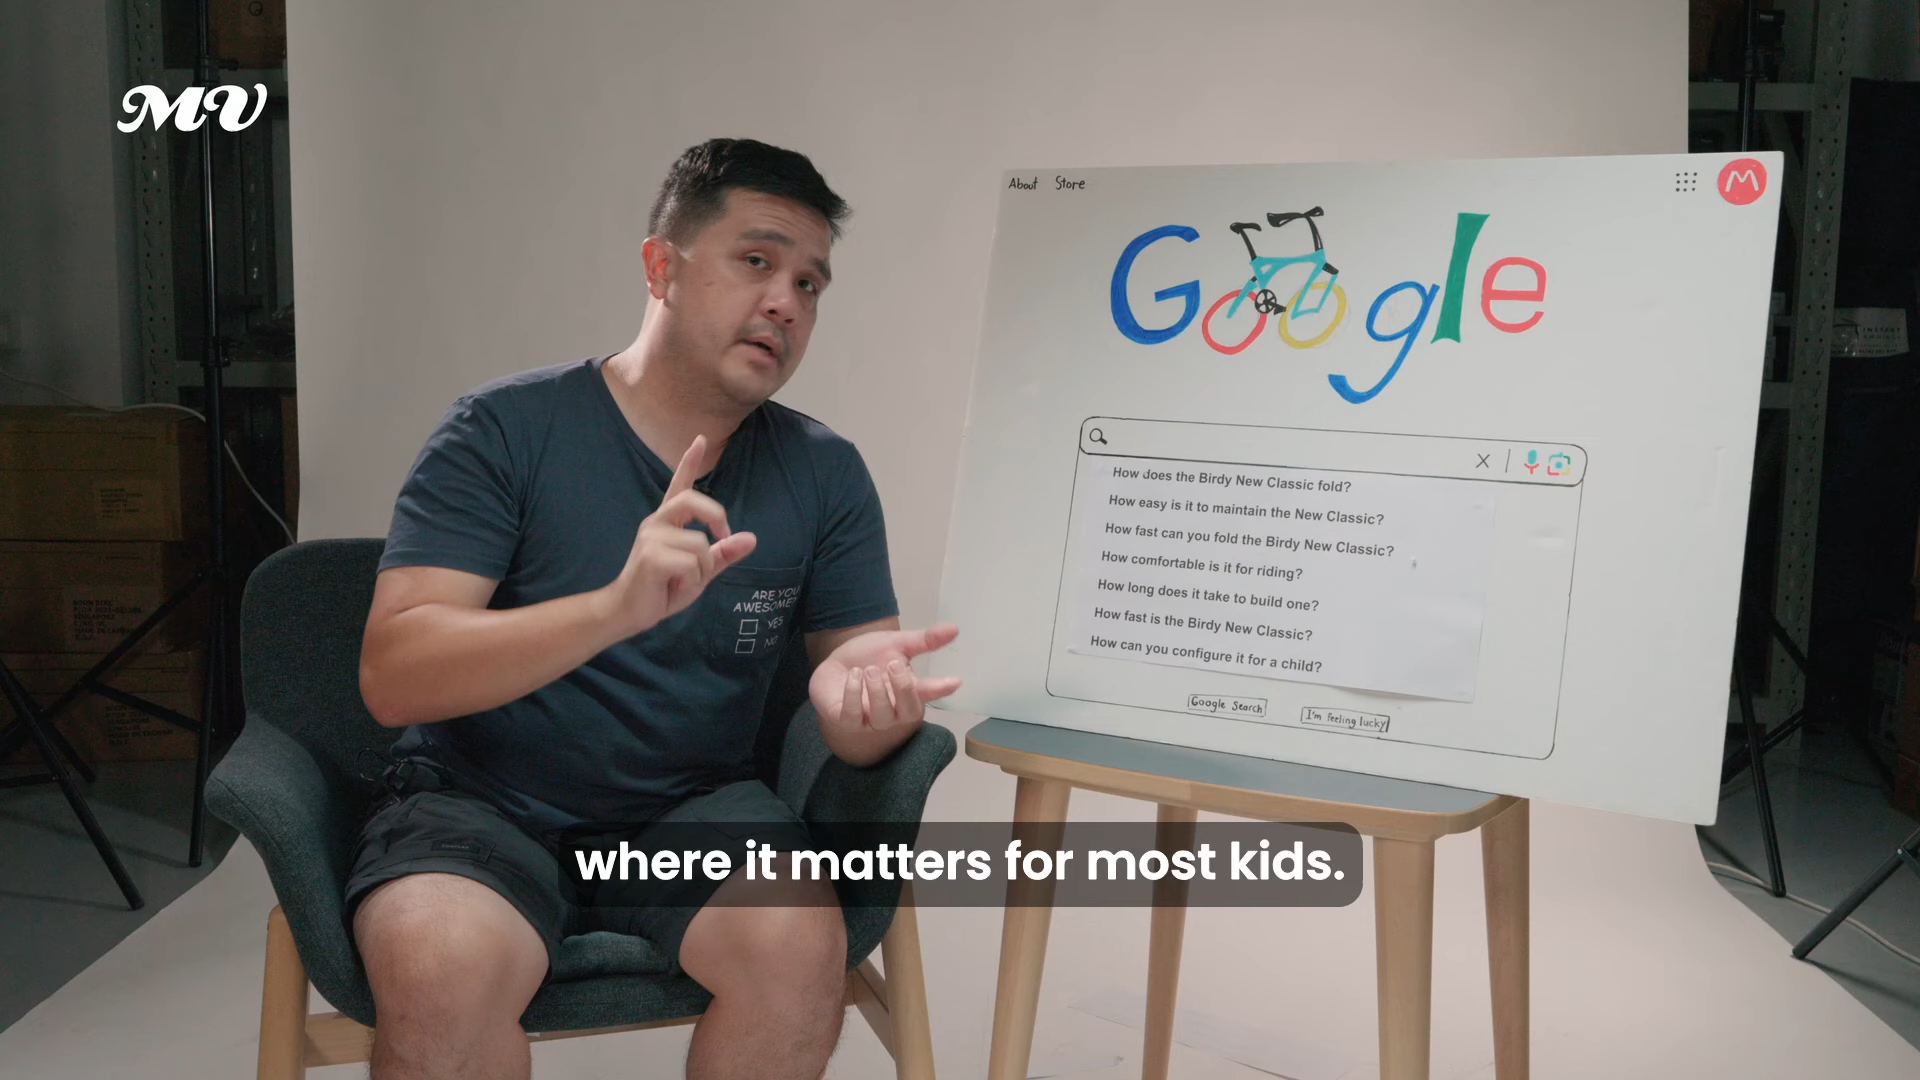 MV
About Store
M
Google
How does the Birdy New Classic fold?
How easy is it to maintain the New Classic?
How fast can you fold the Birdy New Classic?
How comfortable is it for riding?
How long does it take to build one?
How fast is the Birdy New Classic?
How can you configure it for a child?
Google Search
I'm feeling lucky
ARE YOU
AWESOME?
YES
NO
where it matters for most kids.